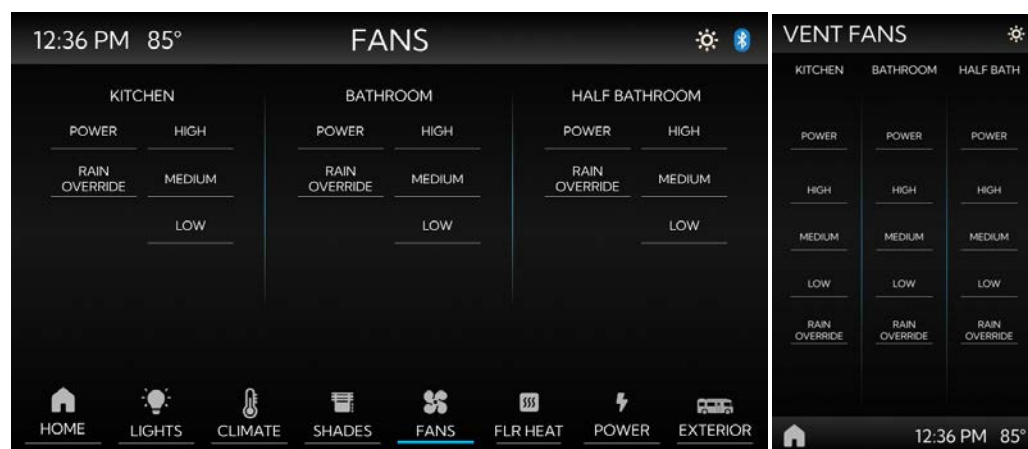 12:36 PM 85° FANS
KITCHEN BATHROOM HALF BATHROOM
POWER HIGH POWER HIGH POWER HIGH
RAIN OVERRIDE MEDIUM RAIN OVERRIDE MEDIUM RAIN OVERRIDE MEDIUM
LOW LOW LOW
HOME LIGHTS CLIMATE SHADES FANS FLR HEAT POWER EXTERIOR
VENT FANS
KITCHEN BATHROOM HALF BATH
POWER POWER POWER
HIGH HIGH HIGH
MEDIUM MEDIUM MEDIUM
LOW LOW LOW
RAIN OVERRIDE RAIN OVERRIDE RAIN OVERRIDE
12:36 PM 85°